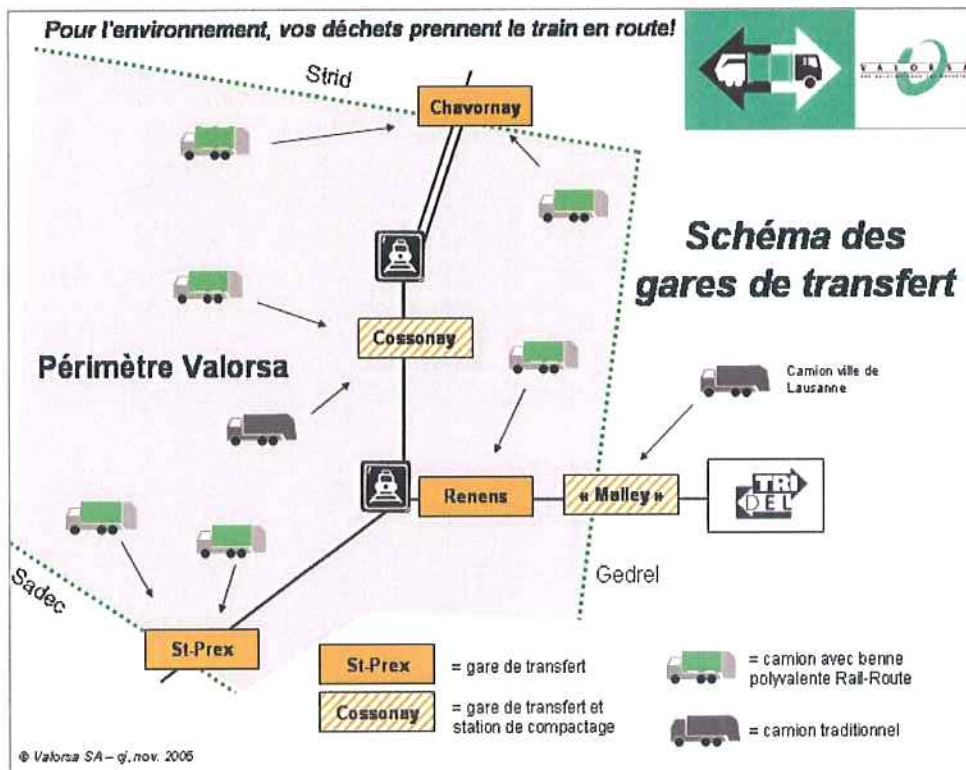 Pour l'environnement, vos déchets prennent le train en route!
VALORSA
Strid
Chavornay
Schéma des
gares de transfert
Cossonay
Périmètre Valorsa
Camion ville de
Lausanne
Renens
« Malley »
TRI
DEL
Gedrel
Sadec
St-Prex
St-Prex
= gare de transfert
Cossonay
= gare de transfert et
station de compactage
= camion avec benne
polyvalente Rail-Route
= camion traditionnel
© Valorsa SA – gj, nov. 2005